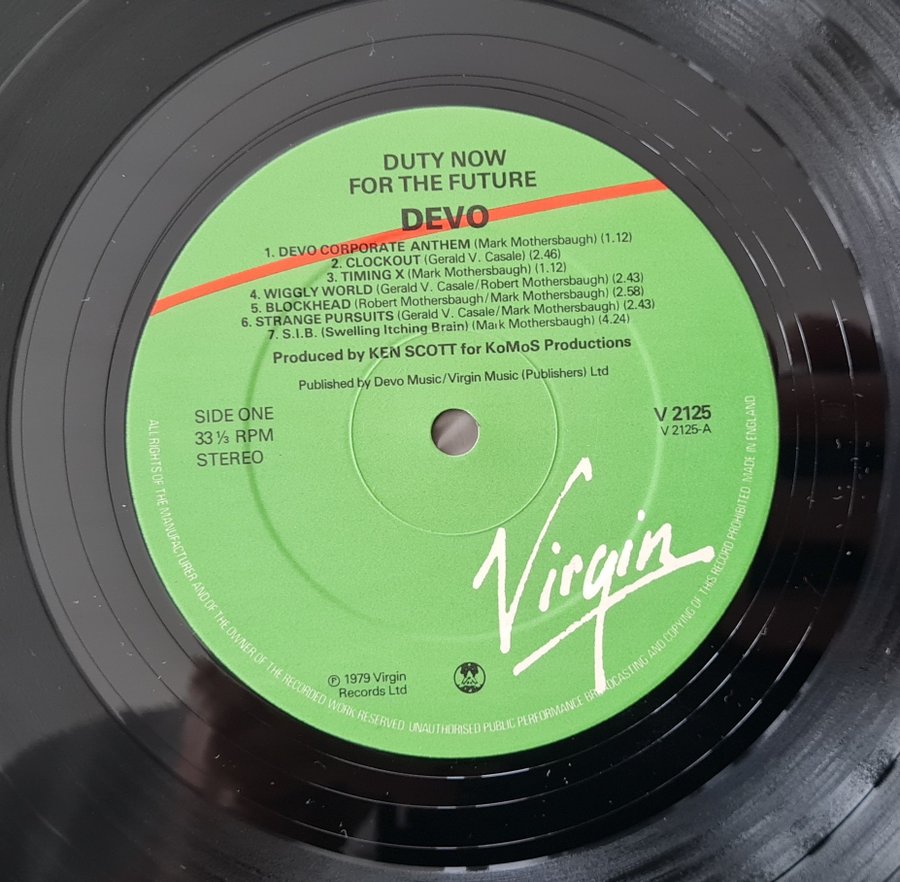 DUTY NOW
FOR THE FUTURE
DEVO
1. DEVO CORPORATE ANTHEM (Mark Mothersbaugh) (1.12)
2. CLOCKOUT (Gerald V. Casale) (2.46)
3. TIMING X (Mark Mothersbaugh) (1.12)
4. WIGGLY WORLD (Gerald V. Casale/Robert Mothersbaugh) (2.43)
5. BLOCKHEAD (Robert Mothersbaugh/Mark Mothersbaugh) (2.58)
6. STRANGE PURSUITS (Gerald V. Casale/Mark Mothersbaugh) (2.43)
7. S.I.B. (Swelling Itching Brain) (Mark Mothersbaugh) (4.24)
Produced by KEN SCOTT for KoMoS Productions
Published by Devo Music/Virgin Music (Publishers) Ltd
SIDE ONE
33⅓ RPM
STEREO
V 2125
V 2125-A
Virgin
℗ 1979 Virgin
Records Ltd
ALL RIGHTS OF THE MANUFACTURER AND OF THE OWNER OF THE RECORDED WORK RESERVED. UNAUTHORISED PUBLIC PERFORMANCE BROADCASTING AND COPYING OF THIS RECORD PROHIBITED. MADE IN ENGLAND